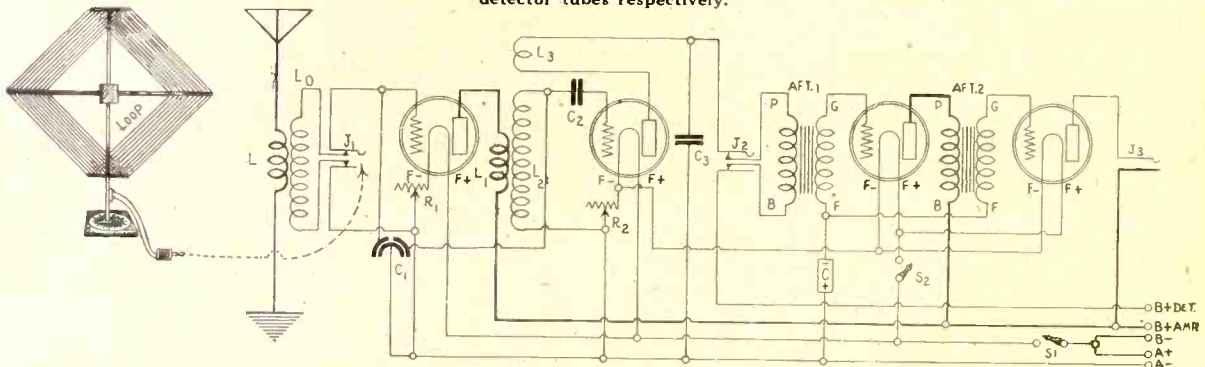 detector tubes respectively.
LOOP
L
L0
J1
F-
F+
R1
C1
L1
L2
L3
C2
F-
F+
R2
C3
J2
AFT.1
P
B
G
F
C
F-
F+
S2
AFT.2
P
B
G
F
F-
F+
J3
B+DET.
B+AMP.
B-
A+
A-
S1